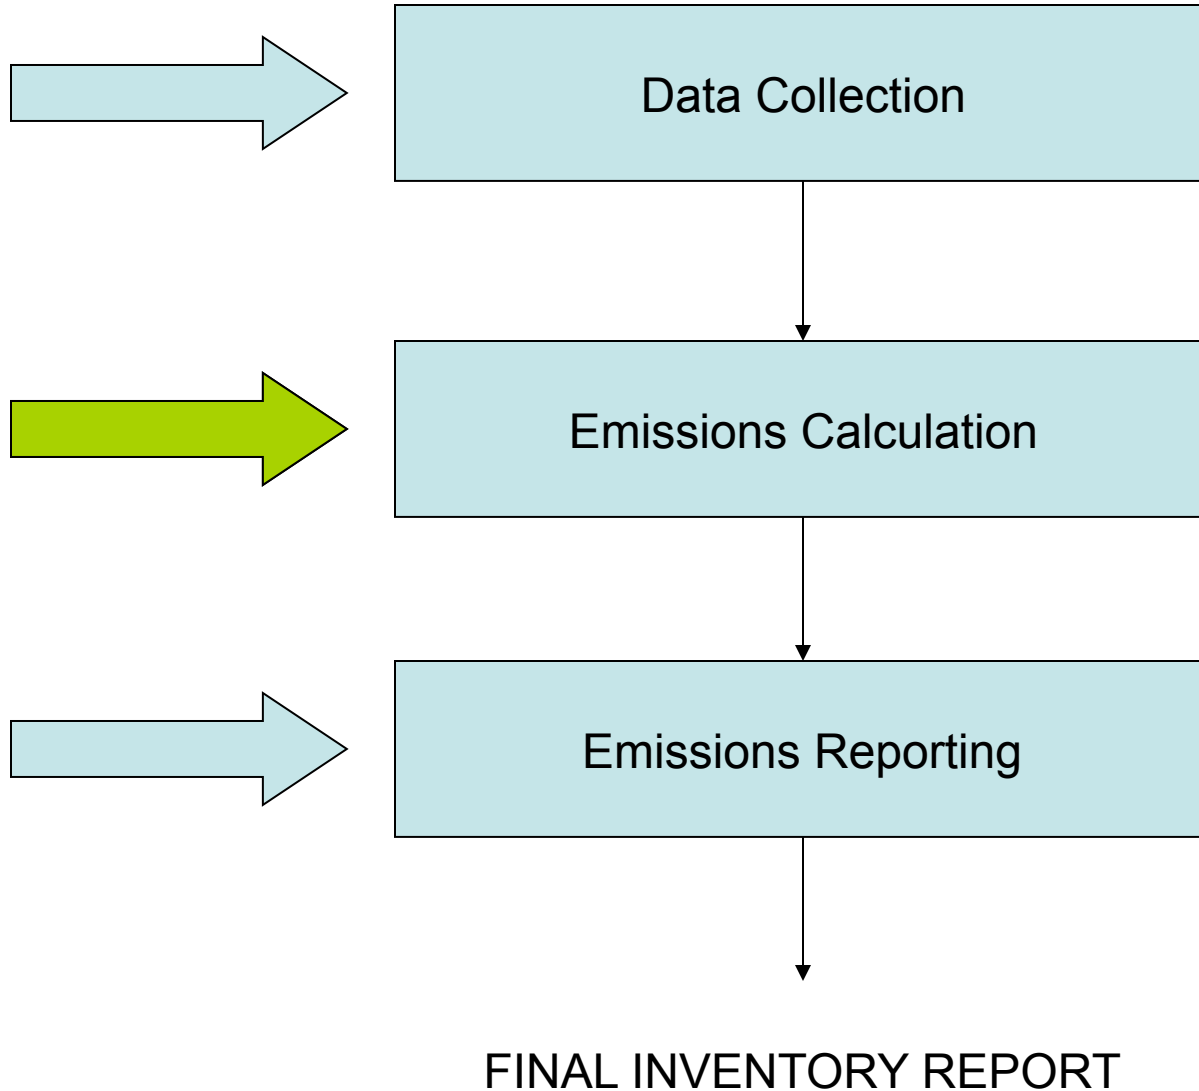 Data Collection
Emissions Calculation
Emissions Reporting
FINAL INVENTORY REPORT